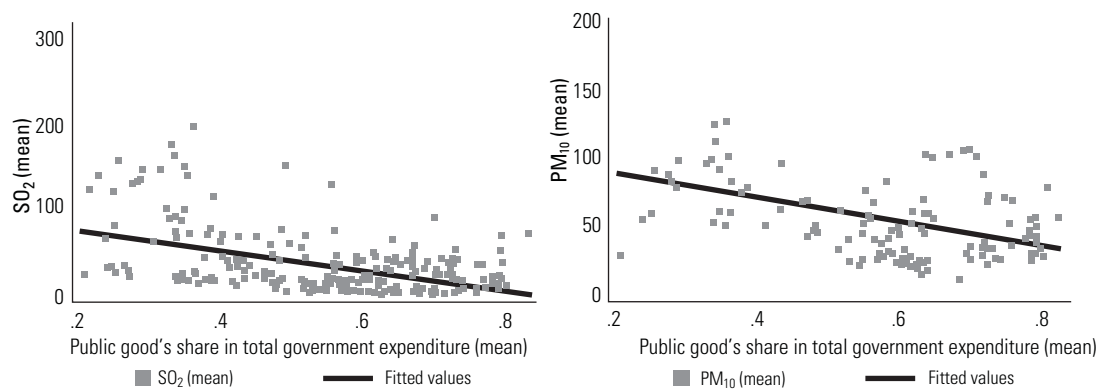 300
200
100
0
SO₂ (mean)
.2 .4 .6 .8
Public good's share in total government expenditure (mean)
SO₂ (mean) Fitted values
200
150
100
50
0
PM₁₀ (mean)
.2 .4 .6 .8
Public good's share in total government expenditure (mean)
PM₁₀ (mean) Fitted values